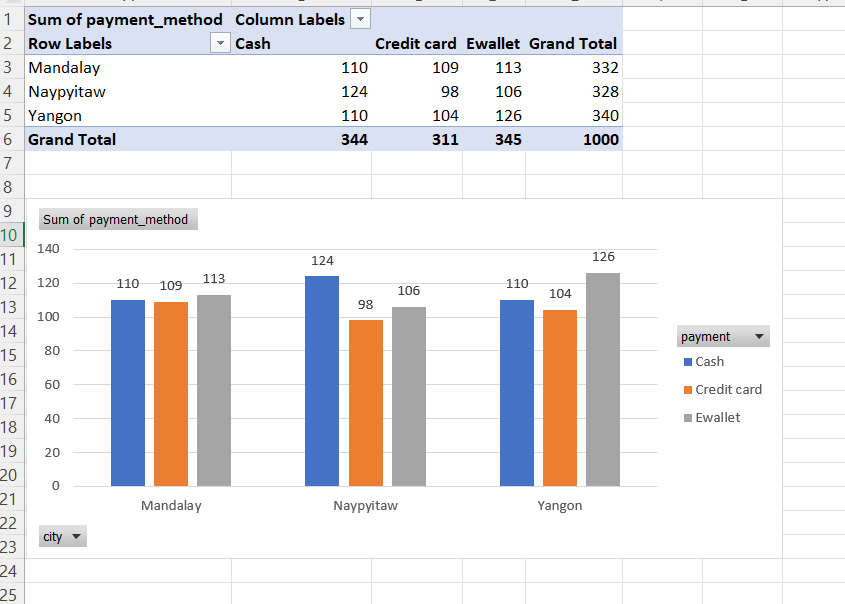 1 Sum of payment_method Column Labels
2 Row Labels Cash Credit card Ewallet Grand Total
3 Mandalay 110 109 113 332
4 Naypyitaw 124 98 106 328
5 Yangon 110 104 126 340
6 Grand Total 344 311 345 1000
7
8
9
10
11
12
13
14
15
16
17
18
19
20
21
22
23
24
25
Sum of payment_method
140
120
100
80
60
40
20
0
110 109 113
124 98 106
110 104 126
Mandalay Naypyitaw Yangon
payment
Cash
Credit card
Ewallet
city